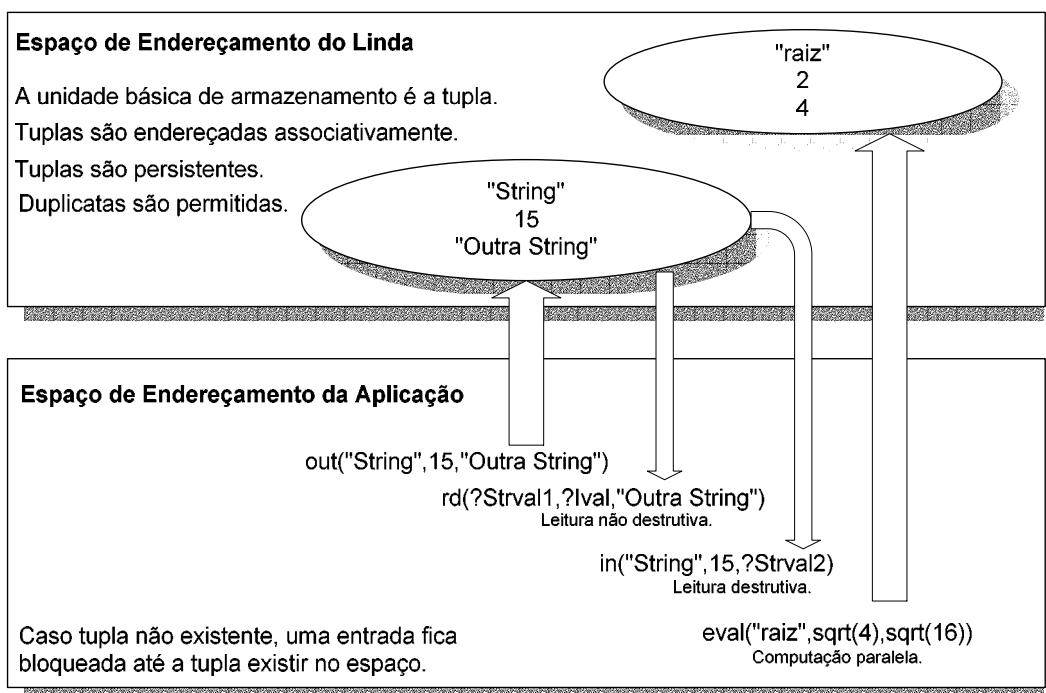 Espaço de Endereçamento do Linda
A unidade básica de armazenamento é a tupla.
Tuplas são endereçadas associativamente.
Tuplas são persistentes.
Duplicatas são permitidas.
"raiz"
2
4
"String"
15
"Outra String"
Espaço de Endereçamento da Aplicação
out("String",15,"Outra String")
rd(?Strval1,?Ival,"Outra String")
Leitura não destrutiva.
in("String",15,?Strval2)
Leitura destrutiva.
eval("raiz",sqrt(4),sqrt(16))
Computação paralela.
Caso tupla não existente, uma entrada fica
bloqueada até a tupla existir no espaço.